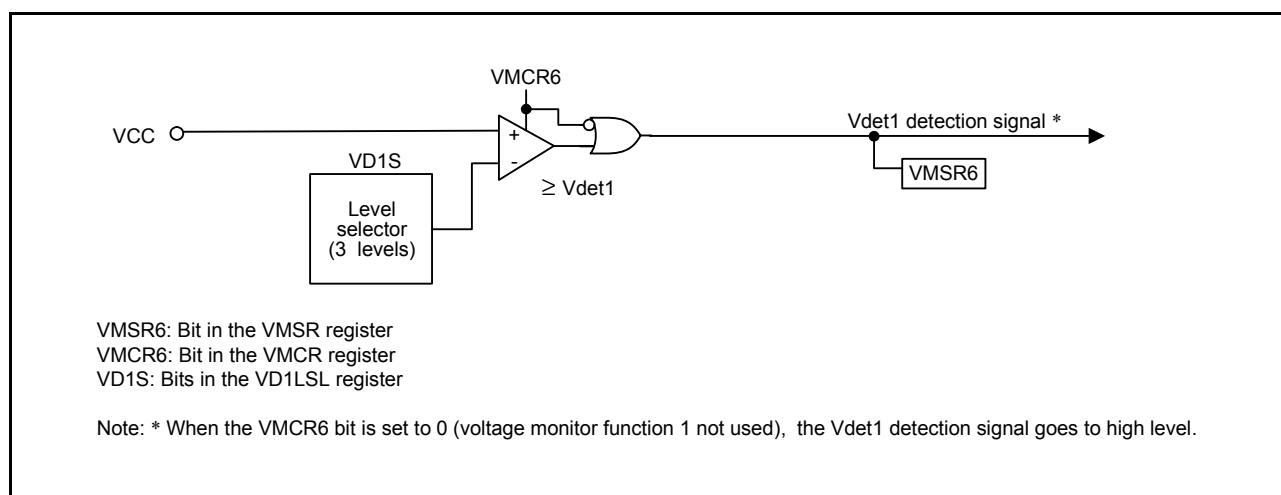 VMCR6
VCC
+
-
≥ Vdet1
VD1S
Level
selector
(3 levels)
Vdet1 detection signal *
VMSR6
VMSR6: Bit in the VMSR register
VMCR6: Bit in the VMCR register
VD1S: Bits in the VD1LSL register
Note: * When the VMCR6 bit is set to 0 (voltage monitor function 1 not used), the Vdet1 detection signal goes to high level.